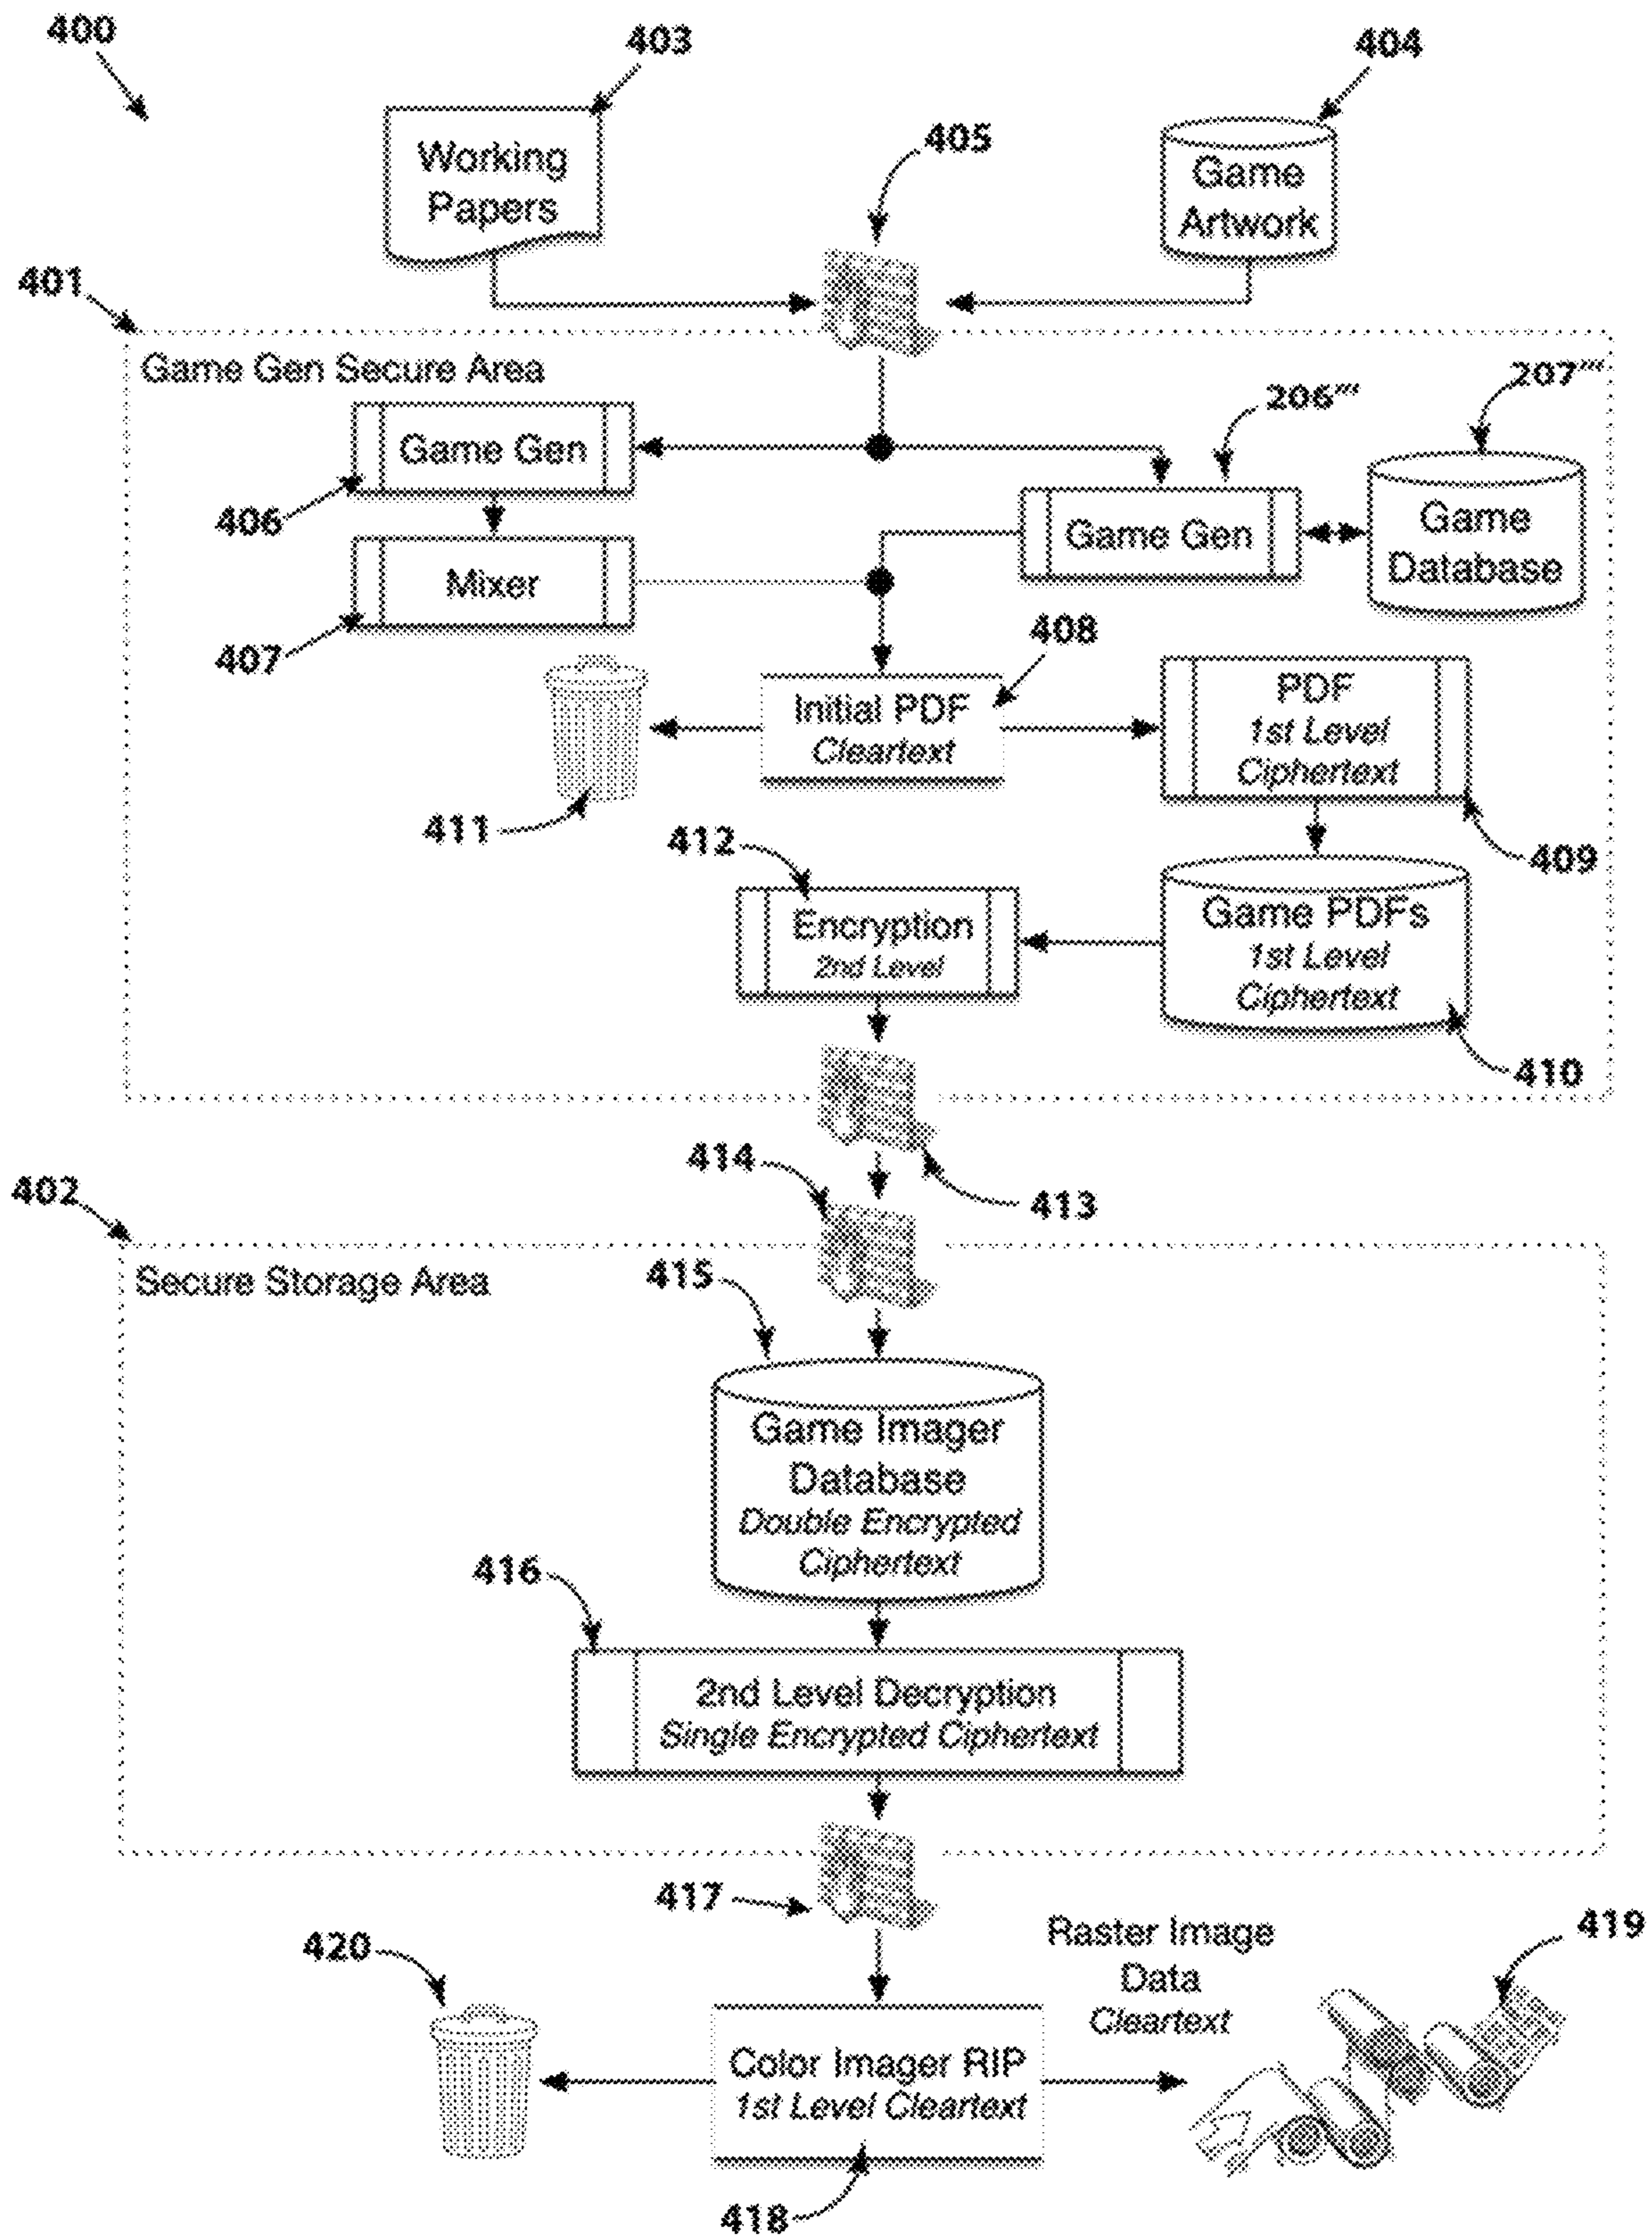 400
403
404
Working
Papers
405
Game
Artwork
401
Game Gen Secure Area
206'''
207'''
Game Gen
406
Game Gen
Game
Database
Mixer
407
408
Initial PDF
Cleartext
PDF
1st Level
Ciphertext
411
412
409
Encryption
2nd Level
Game PDFs
1st Level
Ciphertext
410
414
413
402
Secure Storage Area
415
Game Imager
Database
Double Encrypted
Ciphertext
416
2nd Level Decryption
Single Encrypted Ciphertext
417
420
Raster Image
Data
Cleartext
419
Color Imager RIP
1st Level Cleartext
418